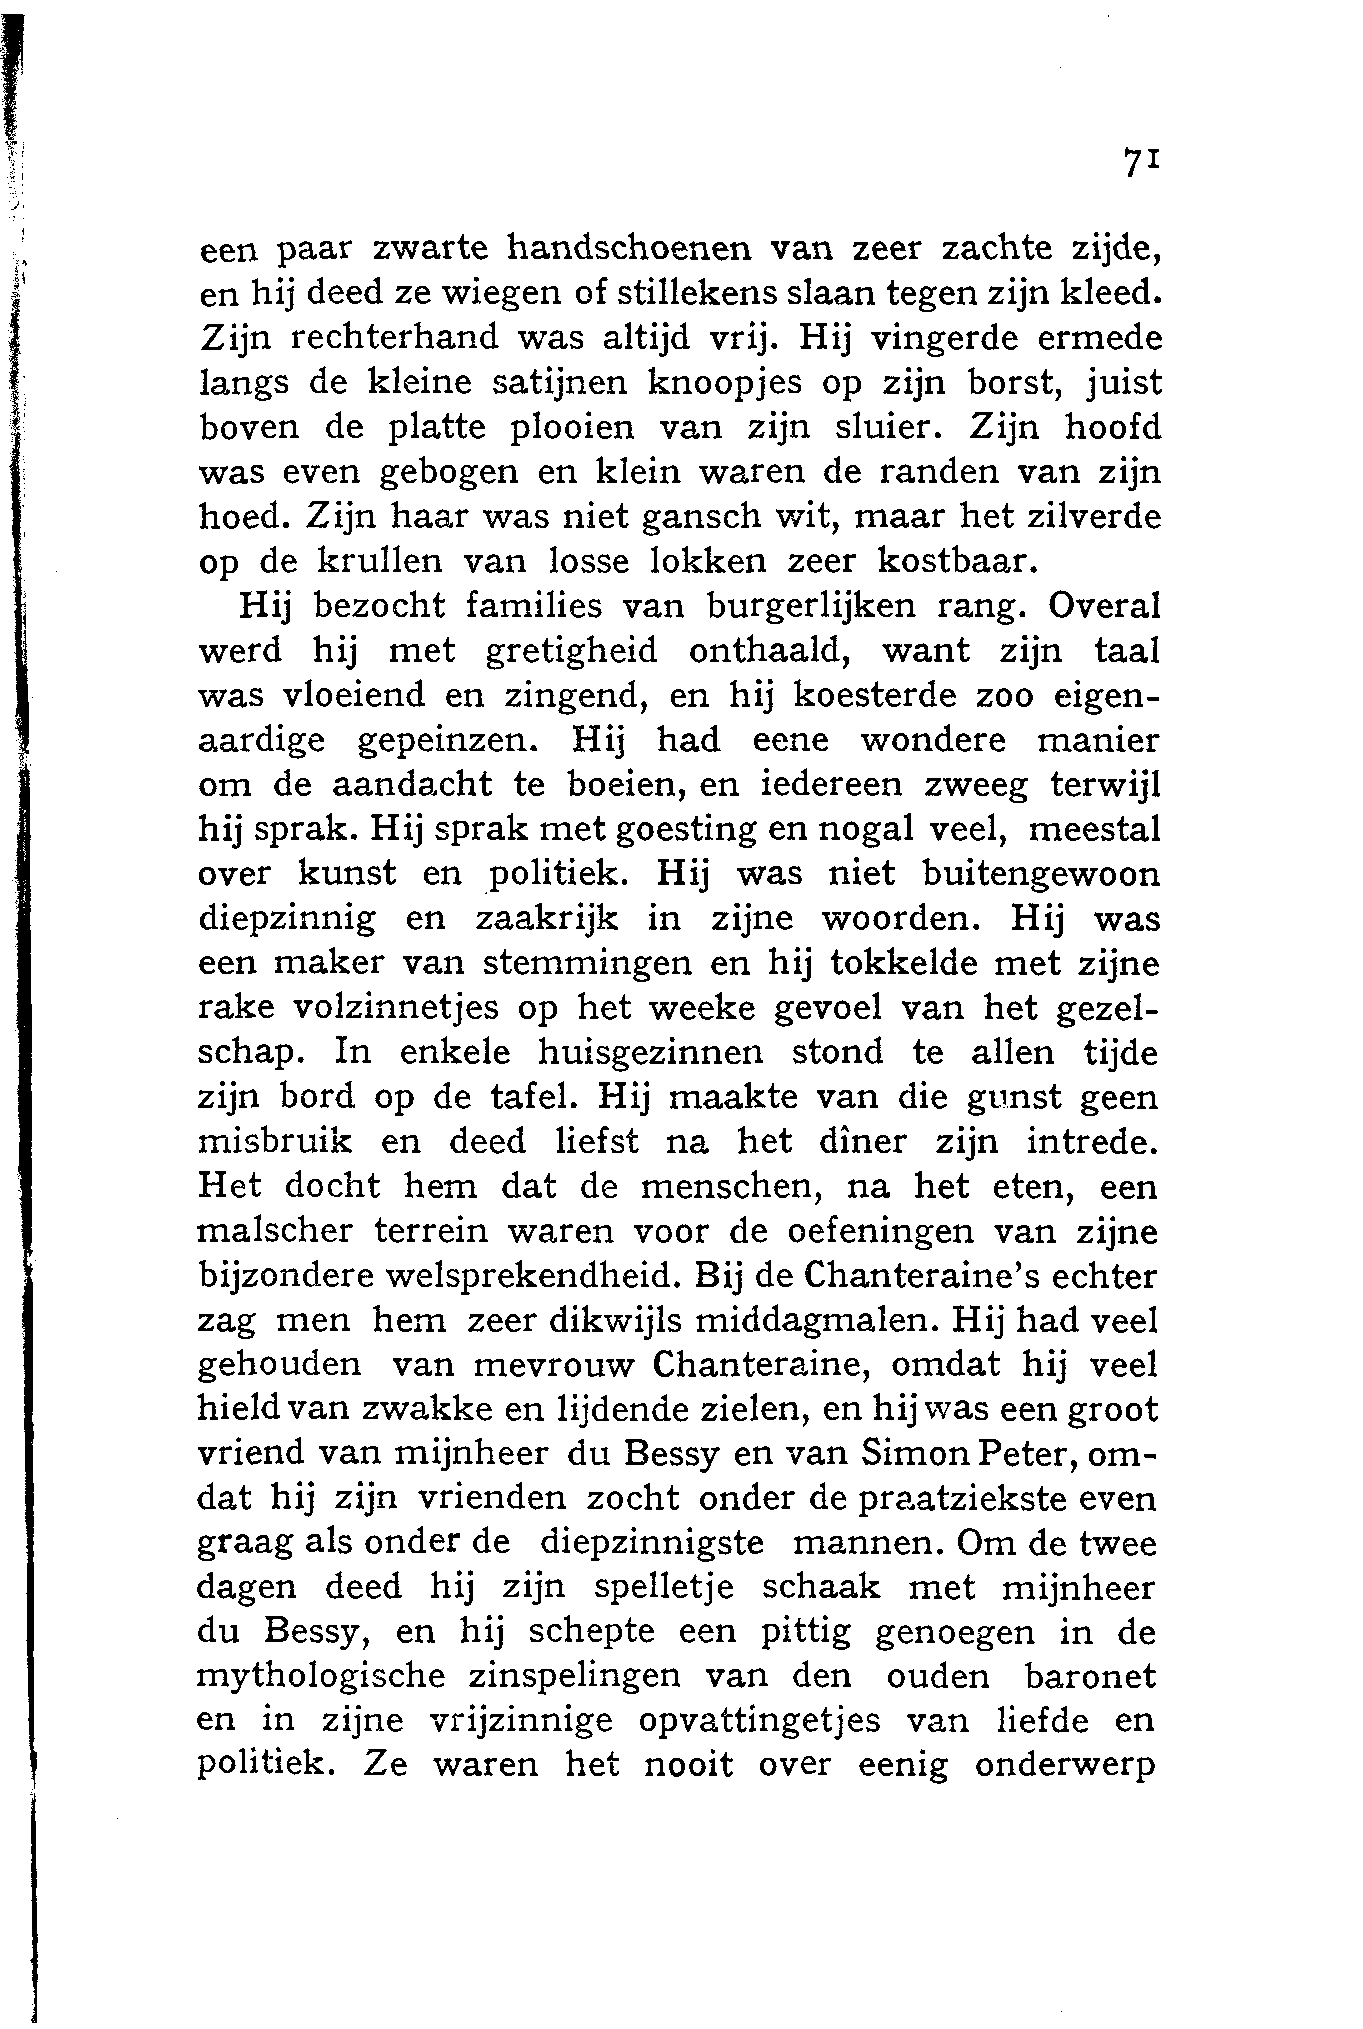 71
een paar zwarte handschoenen van zeer zachte zijde,
en hij deed ze wiegen of stillekens slaan tegen zijn kleed.
Zijn rechterhand was altijd vrij. Hij vingerde ermede
langs de kleine satijnen knoopjes op zijn borst, juist
boven de platte plooien van zijn sluier. Zijn hoofd
was even gebogen en klein waren de randen van zijn
hoed. Zijn haar was niet gansch wit, maar het zilverde
op de krullen van losse lokken zeer kostbaar.
Hij bezocht families van burgerlijken rang. Overal
werd hij met gretigheid onthaald, want zijn taal
was vloeiend en zingend, en hij koesterde zoo eigen-
aardige gepeinzen. Hij had eene wondere manier
om de aandacht te boeien, en iedereen zweeg terwijl
hij sprak. Hij sprak met goesting en nogal veel, meestal
over kunst en politiek. Hij was niet buitengewoon
diepzinnig en zaakrijk in zijne woorden. Hij was
een maker van stemmingen en hij tokkelde met zijne
rake volzinnetjes op het weeke gevoel van het gezel-
schap. In enkele huisgezinnen stond te allen tijde
zijn bord op de tafel. Hij maakte van die gunst geen
misbruik en deed liefst na het dîner zijn intrede.
Het docht hem dat de menschen, na het eten, een
malscher terrein waren voor de oefeningen van zijne
bijzondere welsprekendheid. Bij de Chanteraine's echter
zag men hem zeer dikwijls middagmalen. Hij had veel
gehouden van mevrouw Chanteraine, omdat hij veel
hield van zwakke en lijdende zielen, en hij was een groot
vriend van mijnheer du Bessy en van Simon Peter, om-
dat hij zijn vrienden zocht onder de praatziekste even
graag als onder de diepzinnigste mannen. Om de twee
dagen deed hij zijn spelletje schaak met mijnheer
du Bessy, en hij schepte een pittig genoegen in de
mythologische zinspelingen van den ouden baronet
en in zijne vrijzinnige opvattingetjes van liefde en
politiek. Ze waren het nooit over eenig onderwerp